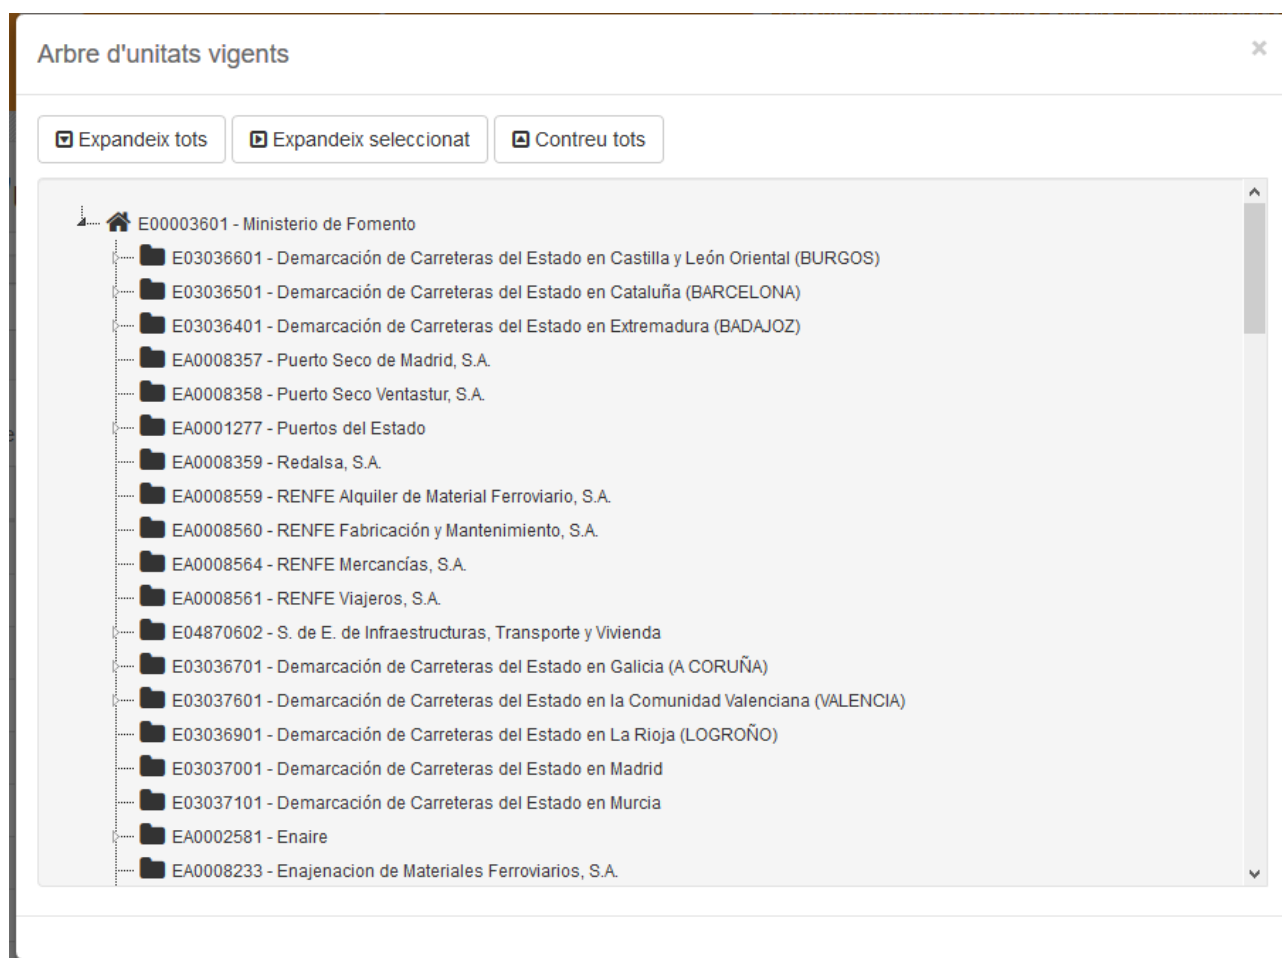 Arbre d'unitats vigents
×
Expandeix tots
Expandeix seleccionat
Contreu tots
E00003601 - Ministerio de Fomento
E03036601 - Demarcación de Carreteras del Estado en Castilla y León Oriental (BURGOS)
E03036501 - Demarcación de Carreteras del Estado en Cataluña (BARCELONA)
E03036401 - Demarcación de Carreteras del Estado en Extremadura (BADAJOZ)
EA0008357 - Puerto Seco de Madrid, S.A.
EA0008358 - Puerto Seco Ventastur, S.A.
EA0001277 - Puertos del Estado
EA0008359 - Redalsa, S.A.
EA0008559 - RENFE Alquiler de Material Ferroviario, S.A.
EA0008560 - RENFE Fabricación y Mantenimiento, S.A.
EA0008564 - RENFE Mercancías, S.A.
EA0008561 - RENFE Viajeros, S.A.
E04870602 - S. de E. de Infraestructuras, Transporte y Vivienda
E03036701 - Demarcación de Carreteras del Estado en Galicia (A CORUÑA)
E03037601 - Demarcación de Carreteras del Estado en la Comunidad Valenciana (VALENCIA)
E03036901 - Demarcación de Carreteras del Estado en La Rioja (LOGROÑO)
E03037001 - Demarcación de Carreteras del Estado en Madrid
E03037101 - Demarcación de Carreteras del Estado en Murcia
EA0002581 - Enaire
EA0008233 - Enajenacion de Materiales Ferroviarios, S.A.